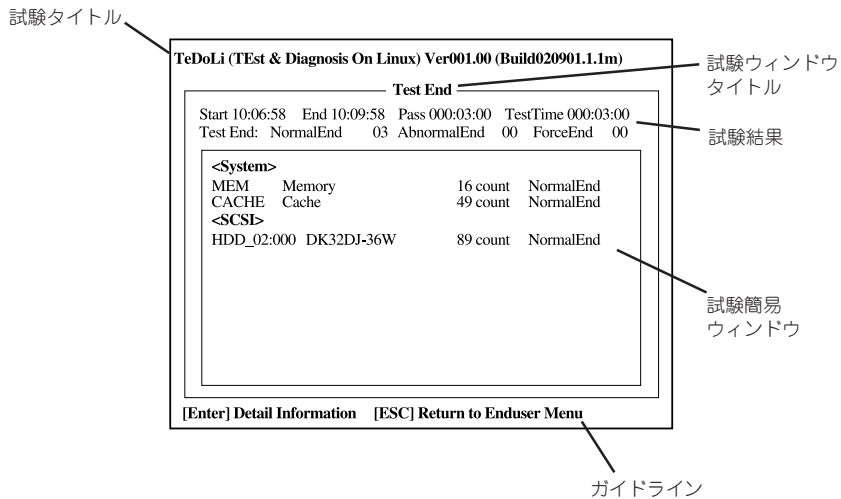 試験タイトル
TeDoLi (TEst & Diagnosis On Linux) Ver001.00 (Build020901.1.1m)
試験ウィンドウ
タイトル
Test End
Start 10:06:58 End 10:09:58 Pass 000:03:00 TestTime 000:03:00
Test End: NormalEnd 03 AbnormalEnd 00 ForceEnd 00
試験結果
<System>
MEM Memory 16 count NormalEnd
CACHE Cache 49 count NormalEnd
<SCSI>
HDD_02:000 DK32DJ-36W 89 count NormalEnd
試験簡易
ウィンドウ
[Enter] Detail Information [ESC] Return to Enduser Menu
ガイドライン